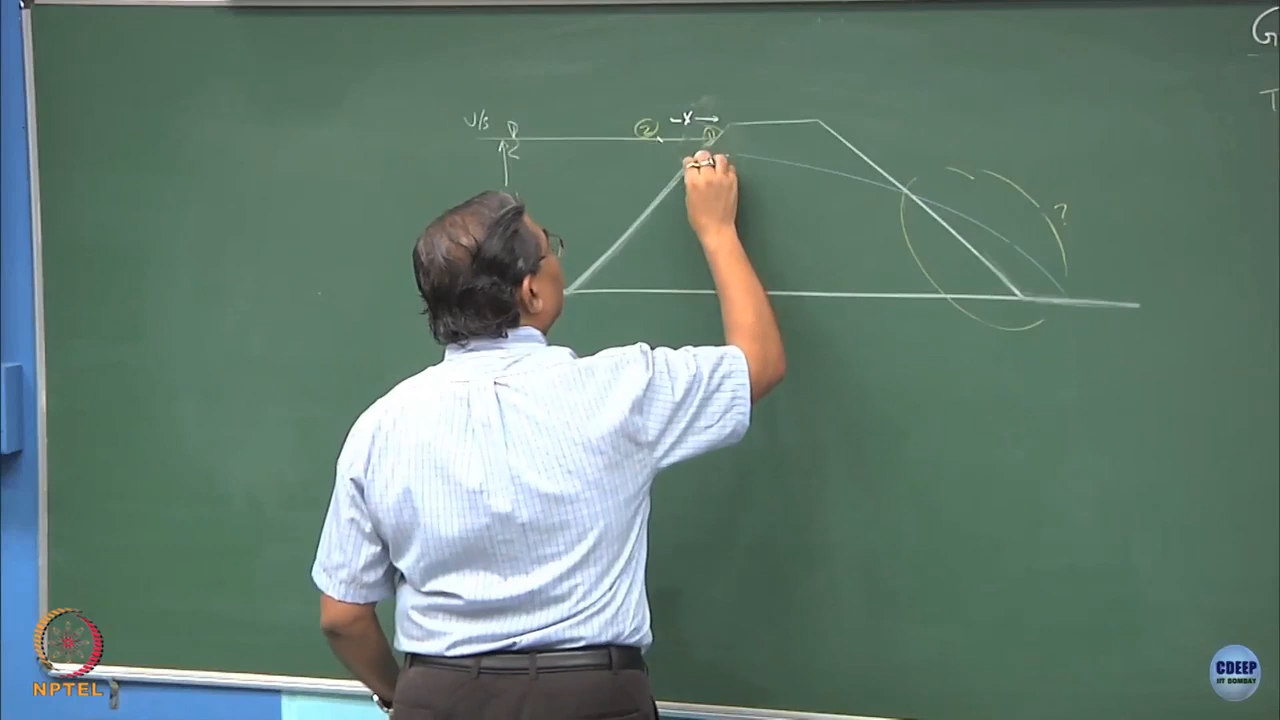 U/S
②
①
?
G
T
NPTEL
CDEEP
IIT BOMBAY